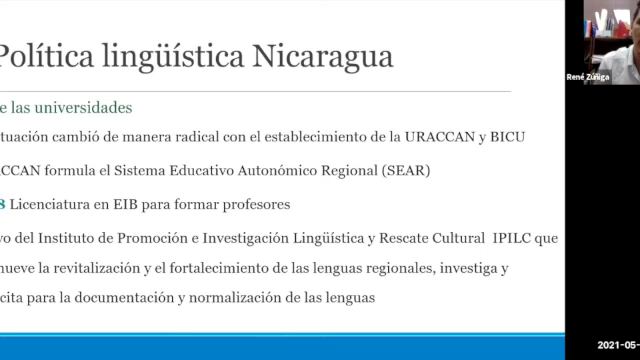 Política lingüística Nicaragua
René Zúñiga
e las universidades
tuación cambió de manera radical con el establecimiento de la URACCAN y BICU
ACCAN formula el Sistema Educativo Autonómico Regional (SEAR)
8 Licenciatura en EIB para formar profesores
yo del Instituto de Promoción e Investigación Lingüística y Rescate Cultural IPILC que
nueve la revitalización y el fortalecimiento de las lenguas regionales, investiga y
cita para la documentación y normalización de las lenguas
2021-05-